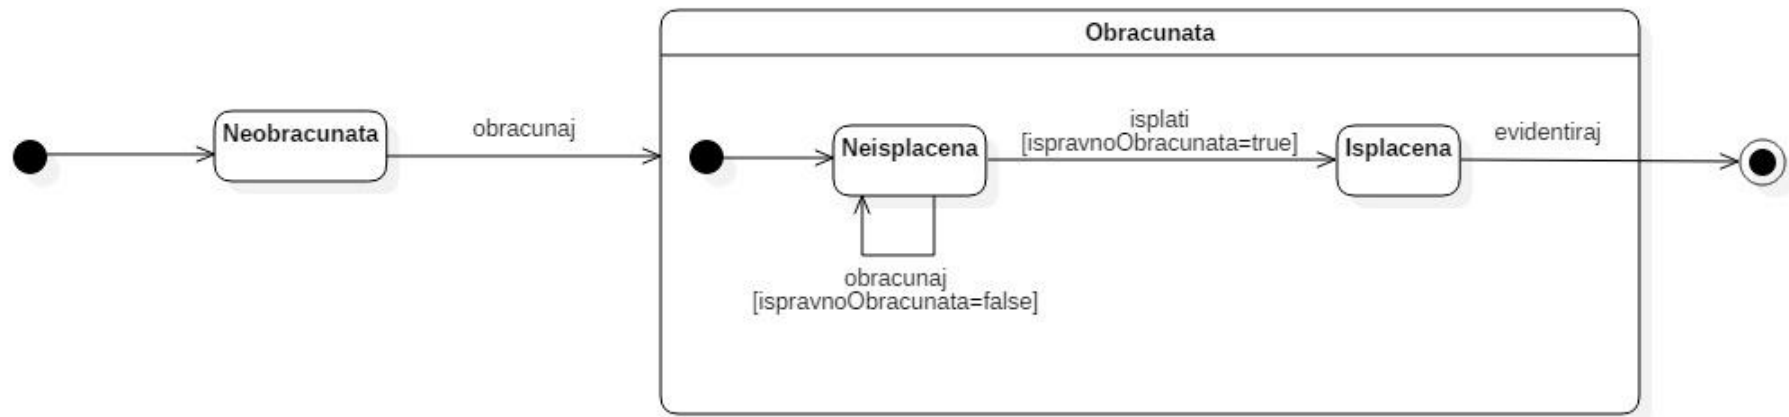 Obracunata
Neobracunata
obracunaj
Neisplacena
isplati
[ispravnoObracunata=true]
Isplacena
evidentiraj
obracunaj
[ispravnoObracunata=false]